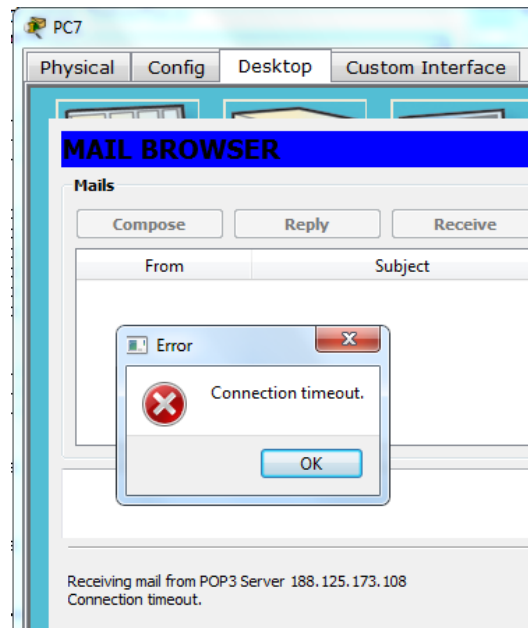 PC7
Physical Config Desktop Custom Interface
MAIL BROWSER
Mails
Compose Reply Receive
From Subject
Error
Connection timeout.
OK
Receiving mail from POP3 Server 188.125.173.108
Connection timeout.